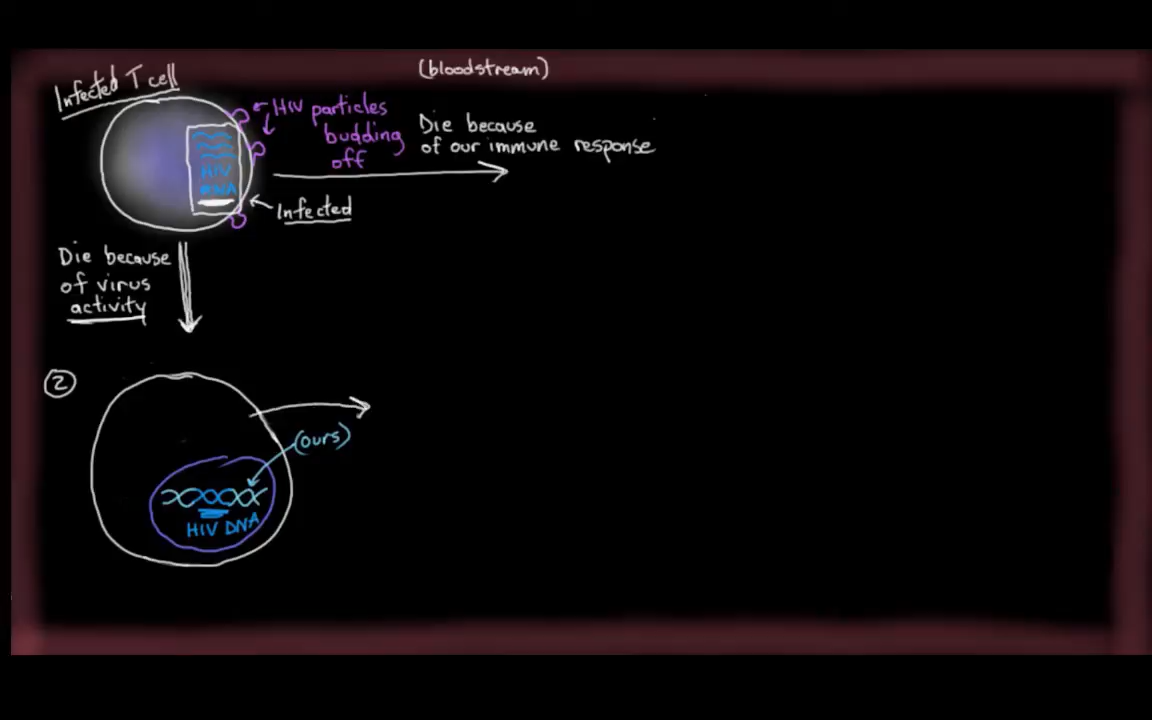 (bloodstream)
Infected T cell
HIV particles
budding
off
Die because
of our immune response
HIV
RNA
Infected
Die because
of virus
activity
2
(ours)
HIV DNA